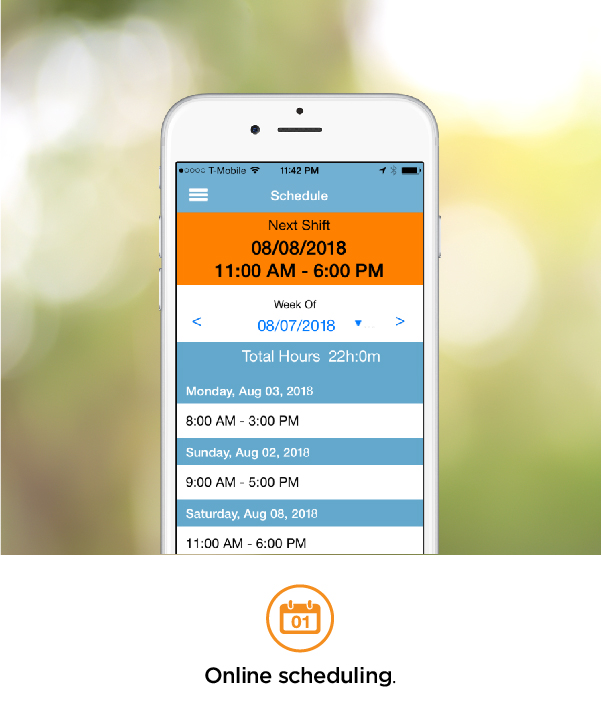 T-Mobile 11:42 PM
Schedule
Next Shift
08/08/2018
11:00 AM - 6:00 PM
Week Of
< 08/07/2018 ▼ ... >
Total Hours 22h:0m
Monday, Aug 03, 2018
8:00 AM - 3:00 PM
Sunday, Aug 02, 2018
9:00 AM - 5:00 PM
Saturday, Aug 08, 2018
11:00 AM - 6:00 PM
01
Online scheduling.